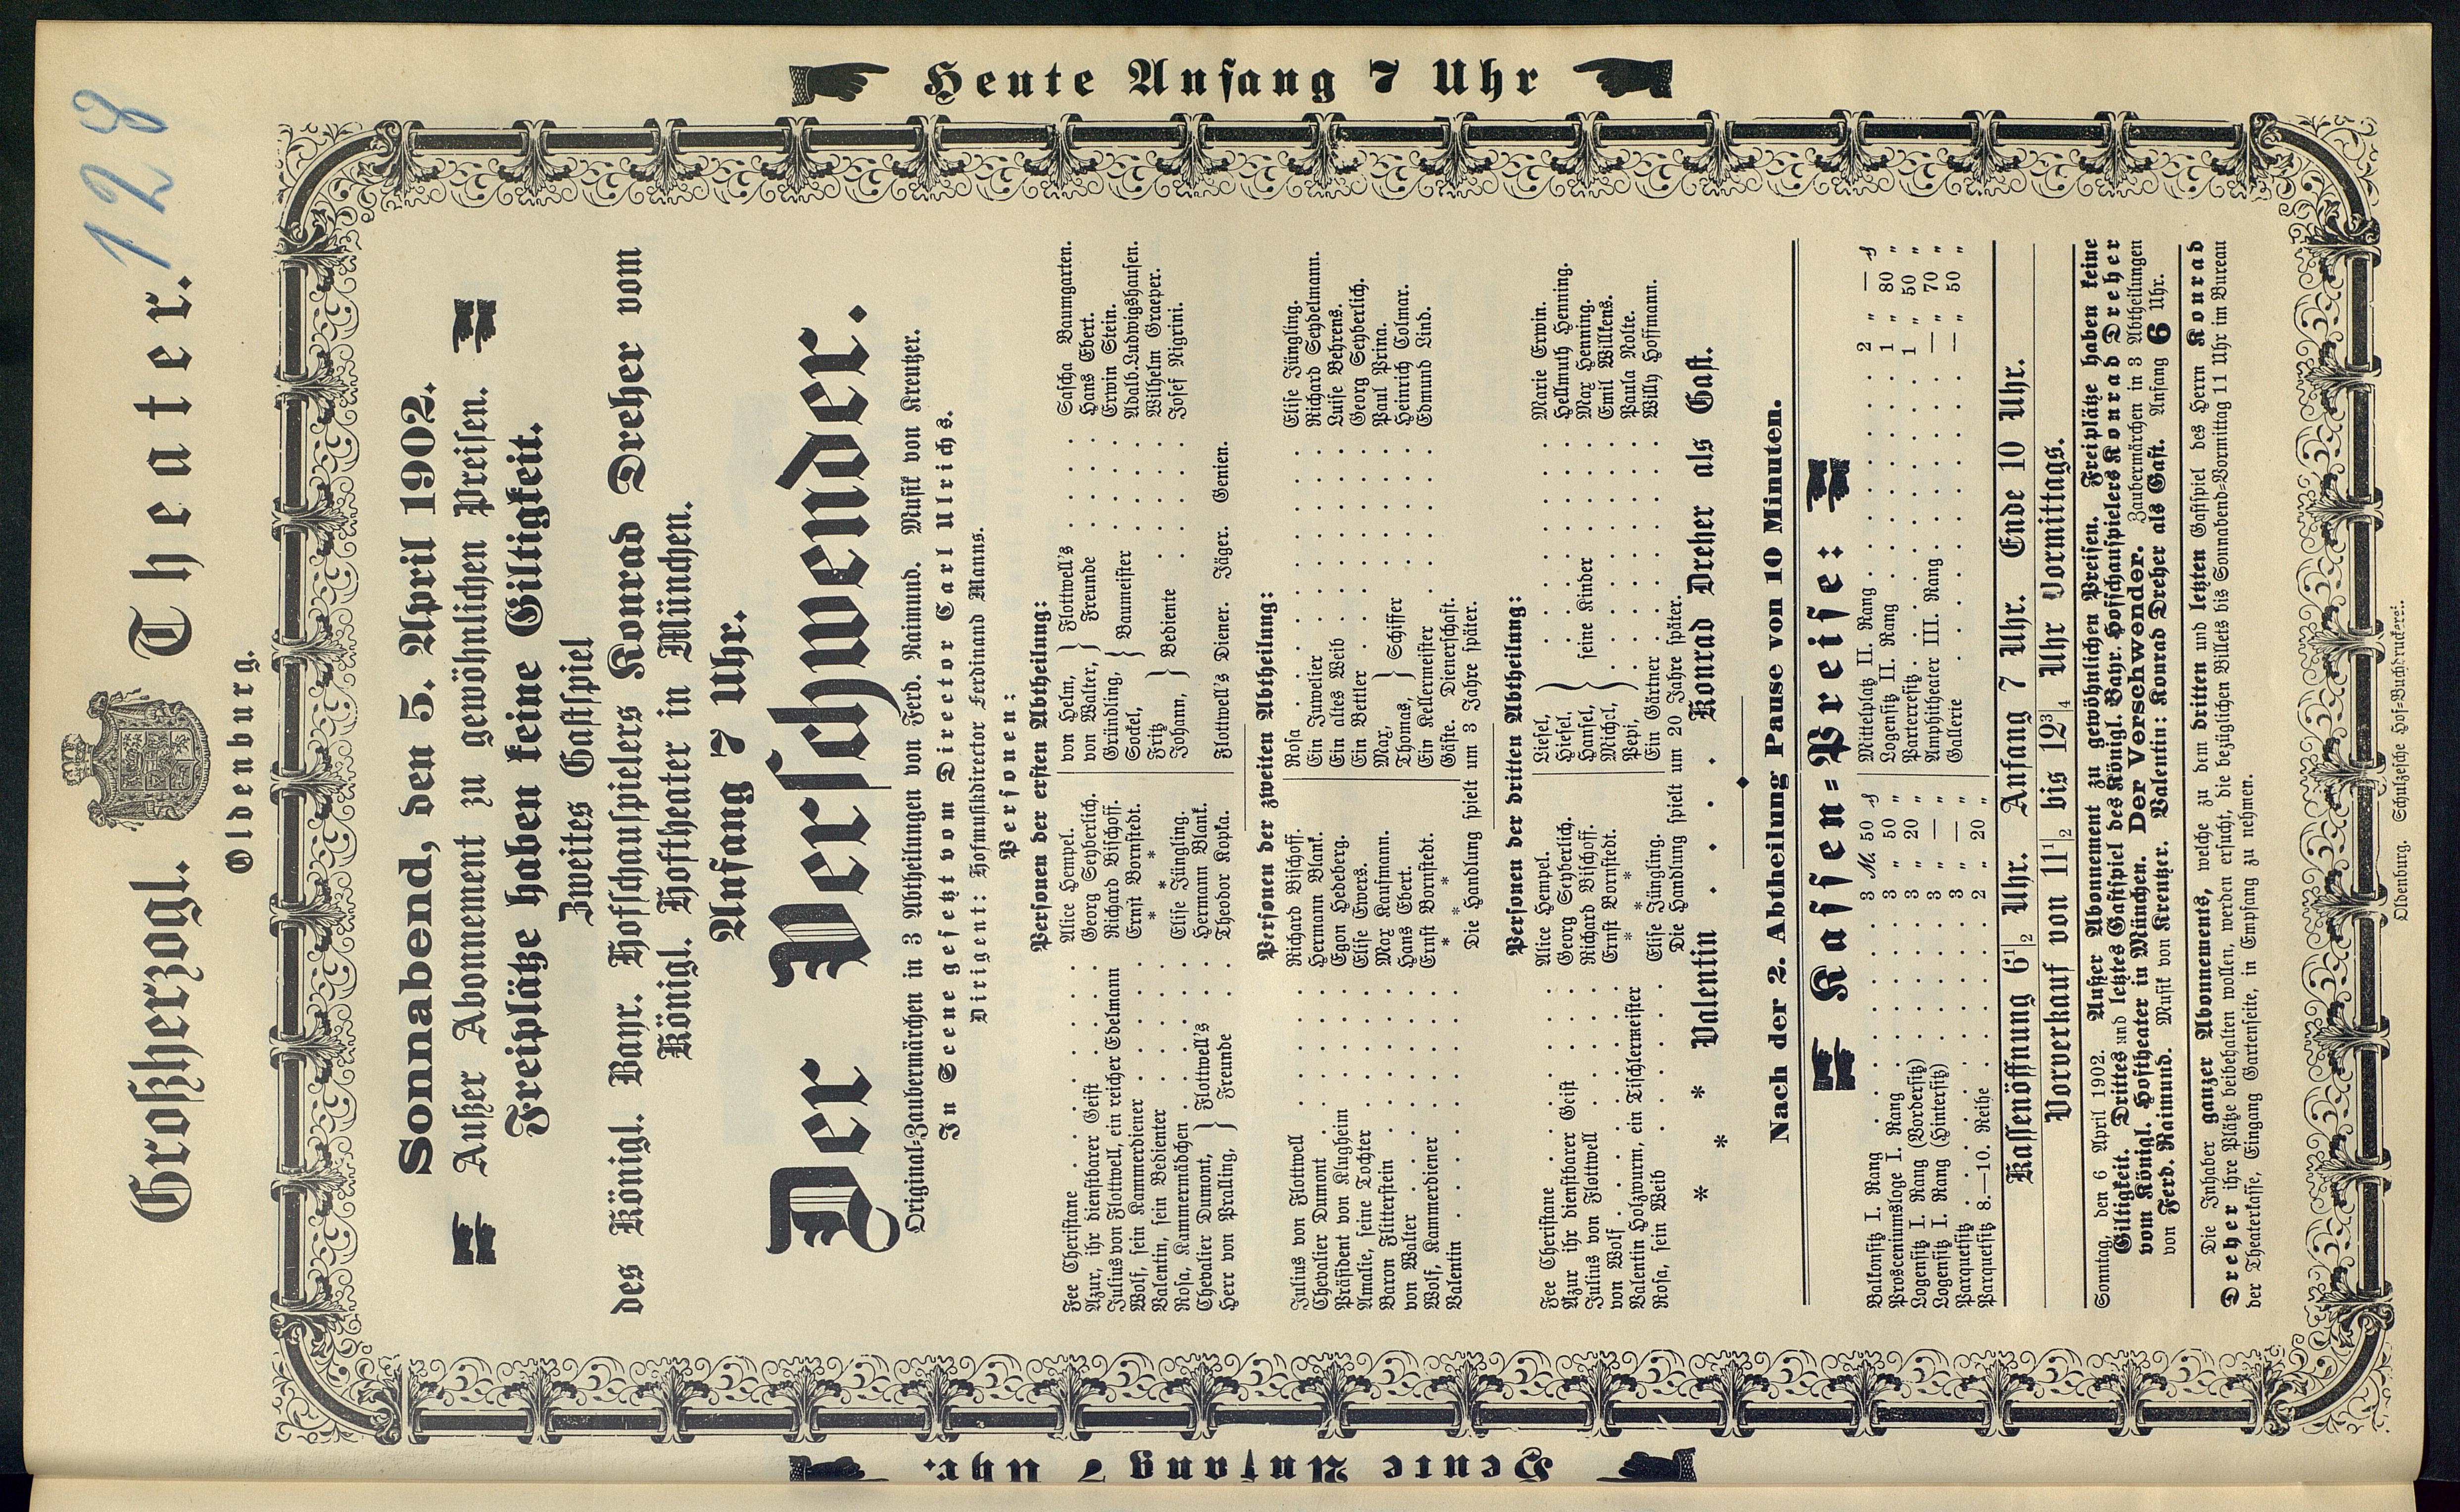 128
Großherzogl. Theater.
Oldenburg.
Heute Anfang 7 Uhr
Sonnabend, den 5. April 1902.
Außer Abonnement zu gewöhnlichen Preisen.
Freiplätze haben keine Giltigkeit.
Zweites Gastspiel
des Königl. Bayr. Hofschauspielers Konrad Dreher vom
Königl. Hoftheater in München.
Anfang 7 Uhr.
Der Verschwender.
Original-Zaubermärchen in 3 Abtheilungen von Ferd. Raimund. Musik von Kreutzer.
In Scene gesetzt vom Director Carl Ulrichs.
Dirigent: Hofmusikdirector Ferdinand Manns.
Personen:
Personen der ersten Abtheilung:
Fee Cheristane . . . . . Alice Hempel.
Azur, ihr dienstbarer Geist . . . . Georg Seyberlich.
Julius von Flottwell, ein reicher Edelmann Richard Bischoff.
Wolf, sein Kammerdiener . . . . Ernst Bornstedt.
Valentin, sein Bedienter . . . . * * *
Rosa, Kammermädchen . . . . Elise Jüngling.
Chevalier Dumont, } Flottwell's . . . Hermann Blank.
Herr von Pralling, } Freunde . . . Theodor Kopka.
von Helm, } Flottwell's . . . . Sascha Baumgarten.
von Walter, } Freunde . . . . Hans Ebert.
Gründling, } Baumeister . . . . Erwin Stein.
Sockel, } . . . . Adalb. Ludwigshausen.
Fritz } Bediente . . . . Wilhelm Graeper.
Johann, } . . . . Josef Nigrini.
Flottwell's Diener. Jäger. Genien.
Personen der zweiten Abtheilung:
Julius von Flottwell . . . . Richard Bischoff.
Chevalier Dumont . . . . Hermann Blank.
Präsident von Klugheim . . . . Egon Hedeberg.
Amalie, seine Tochter . . . . Elise Ewers.
Baron Flitterstein . . . . Max Kaufmann.
von Walter . . . . Hans Ebert.
Wolf, Kammerdiener . . . . Ernst Bornstedt.
Valentin . . . . * * *
Rosa . . . . Elise Jüngling.
Ein Juwelier . . . . Richard Seydelmann.
Ein altes Weib . . . . Luise Behrens.
Ein Bettler . . . . Georg Seyberlich.
Max, } Schiffer . . . . Paul Prina.
Thomas, } . . . . Heinrich Colmar.
Ein Kellermeister . . . . Edmund Lind.
Gäste. Dienerschaft.
Die Handlung spielt um 3 Jahre später.
Personen der dritten Abtheilung:
Fee Cheristane . . . . Alice Hempel.
Azur ihr dienstbarer Geist . . . . Georg Seyberlich.
Julius von Flottwell . . . . Richard Bischoff.
von Wolf . . . . Ernst Bornstedt.
Valentin Holzwurm, ein Tischlermeister * * *
Rosa, sein Weib . . . . Elise Jüngling.
Liesel, } . . . . Marie Erwin.
Hiesel, } . . . . Hellmuth Henning.
Hansel, } seine Kinder . . . . Max Henning.
Michel, } . . . . Emil Wilkens.
Pepi, } . . . . Paula Nolte.
Ein Gärtner . . . . Willy Hoffmann.
Die Handlung spielt um 20 Jahre später.
* * * Valentin . . . . Konrad Dreher als Gast.
Nach der 2. Abtheilung Pause von 10 Minuten.
Kassen-Preise:
Balkonsitz I. Rang . . . . 3 M. 50 ₰
Prosceniumsloge I. Rang . . . . 3 " 50 "
Logensitz I. Rang (Vordersitz) . . . . 3 " 20 "
Logensitz I. Rang (Hintersitz) . . . . 3 " — "
Parquetsitz . . . . 3 " — "
Parquetsitz 8.—10. Reihe . . . . 2 " 20 "
Mittelplatz II. Rang . . . . 2 " — ₰
Logensitz II. Rang . . . . 1 " 80 "
Parterresitz . . . . 1 " 50 "
Amphitheater III. Rang . . . . — " 70 "
Gallerie . . . . — " 50 "
Kassenöffnung 6½ Uhr. Anfang 7 Uhr. Ende 10 Uhr.
Vorverkauf von 11½ bis 12¾ Uhr Vormittags.
Sonntag, den 6 April 1902. Außer Abonnement zu gewöhnlichen Preisen. Freiplätze haben keine
Giltigkeit. Drittes und letztes Gastspiel des Königl. Bayr. Hofschauspielers Konrad Dreher
vom Königl. Hoftheater in München. Der Verschwender. Zaubermärchen in 3 Abtheilungen
von Ferd. Raimund. Musik von Kreutzer. Valentin: Konrad Dreher als Gast. Anfang 6 Uhr.
Die Inhaber ganzer Abonnements, welche zu dem dritten und letzten Gastspiel des Herrn Konrad
Dreher ihre Plätze beibehalten wollen, werden ersucht, die bezüglichen Billets bis Sonnabend-Vormittag 11 Uhr im Bureau
der Theaterkasse, Eingang Gartenseite, in Empfang zu nehmen.
Heute Anfang 7 Uhr.
Oldenburg. Schulzesche Hof-Buchdruckerei.